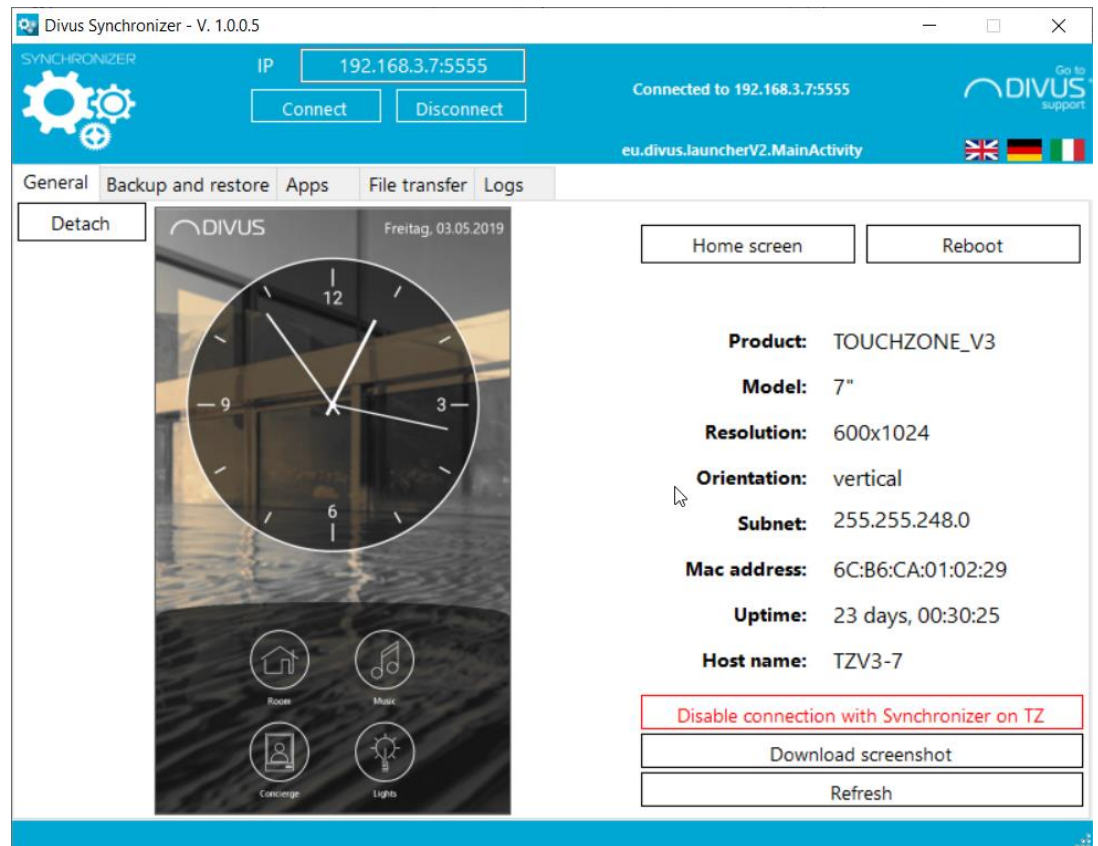 Divus Synchronizer - V. 1.0.0.5
SYNCHRONIZER
IP 192.168.3.7:5555
Connect Disconnect
Connected to 192.168.3.7:5555
eu.divus.launcherV2.MainActivity
Go to
DIVUS
support
General Backup and restore Apps File transfer Logs
Detach
DIVUS Freitag, 03.05.2019
12
9 3
6
Room Music
Concierge Lights
Home screen Reboot
Product: TOUCHZONE_V3
Model: 7"
Resolution: 600x1024
Orientation: vertical
Subnet: 255.255.248.0
Mac address: 6C:B6:CA:01:02:29
Uptime: 23 days, 00:30:25
Host name: TZV3-7
Disable connection with Synchronizer on TZ
Download screenshot
Refresh